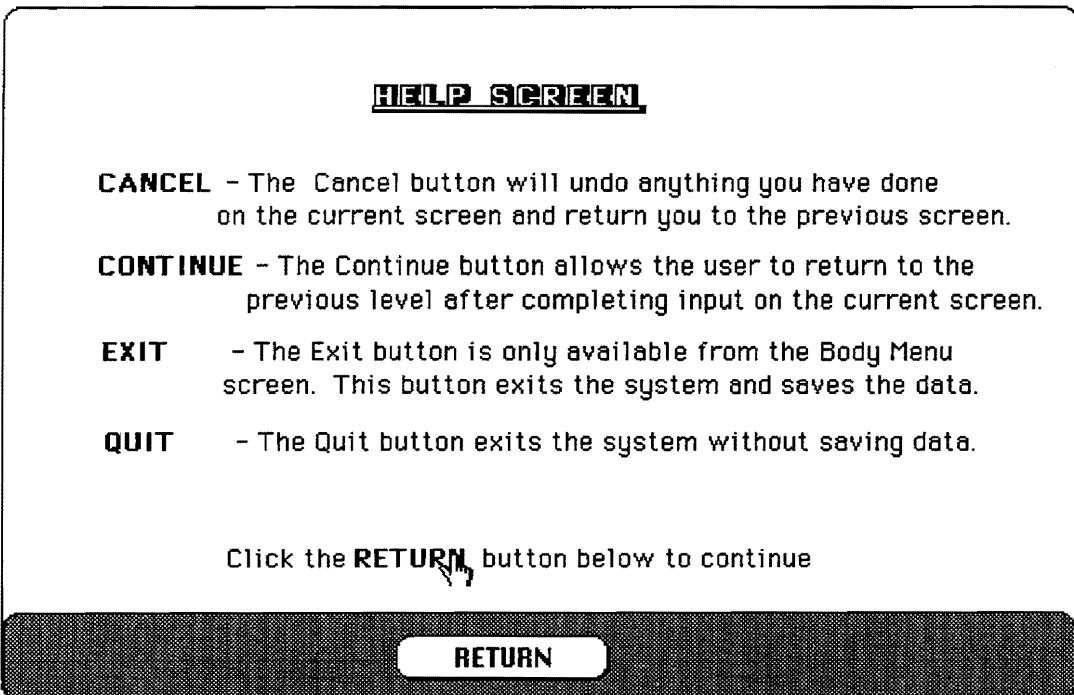 HELP SCREEN
CANCEL - The Cancel button will undo anything you have done
on the current screen and return you to the previous screen.
CONTINUE - The Continue button allows the user to return to the
previous level after completing input on the current screen.
EXIT - The Exit button is only available from the Body Menu
screen. This button exits the system and saves the data.
QUIT - The Quit button exits the system without saving data.
Click the RETURN button below to continue
RETURN